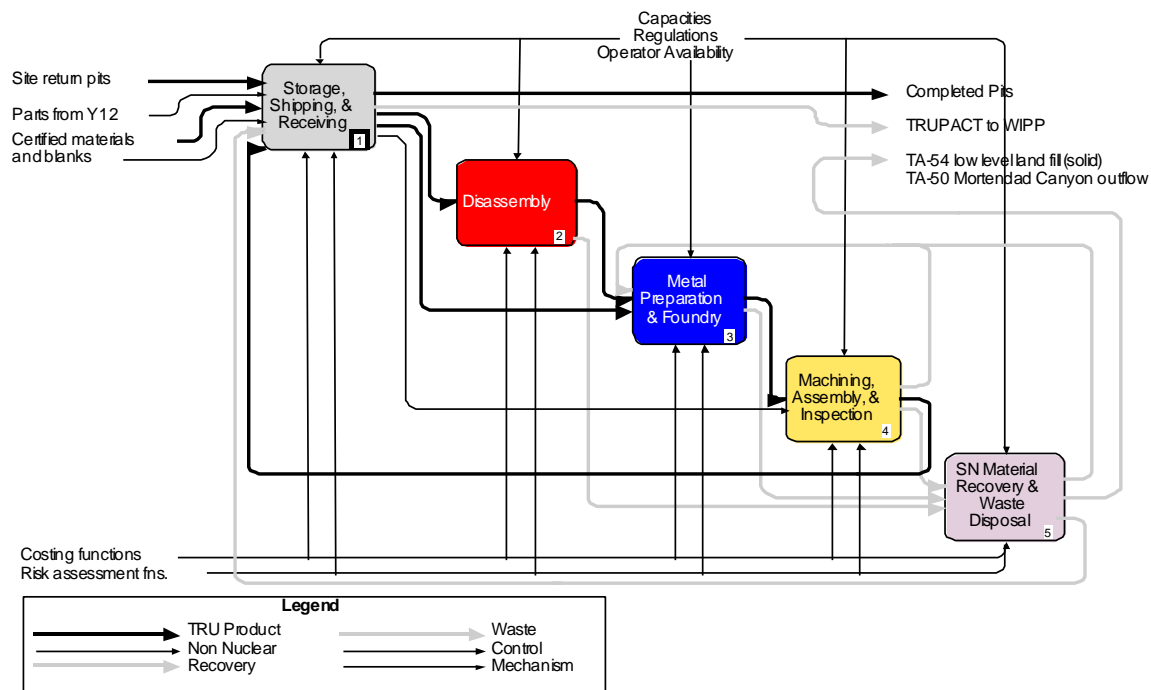 Capacities
Regulations
Operator Availability
Site return pits
Parts from Y12
Certified materials
and blanks
Storage,
Shipping, &
Receiving
1
Completed Pits
TRUPACT to WIPP
TA-54 low level land fill (solid)
TA-50 Mortendad Canyon outflow
Disassembly
2
Metal
Preparation
& Foundry
3
Machining,
Assembly, &
Inspection
4
SN Material
Recovery &
Waste
Disposal
5
Costing functions
Risk assessment fns.
Legend
TRU Product
Non Nuclear
Recovery
Waste
Control
Mechanism